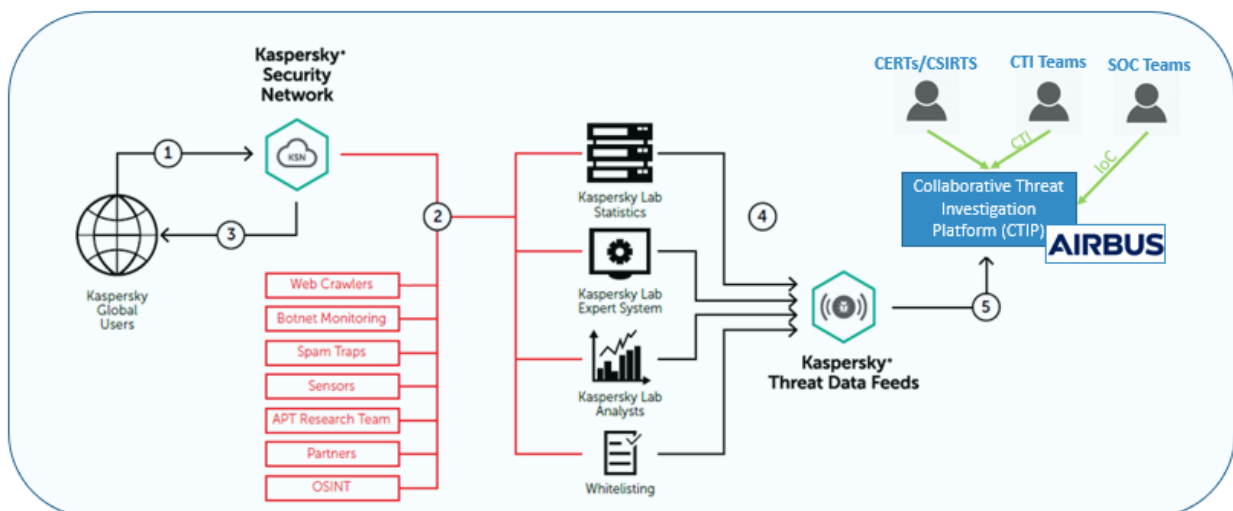 Kaspersky*
Security
Network
KSN
1
3
Kaspersky
Global
Users
2
Web Crawlers
Botnet Monitoring
Spam Traps
Sensors
APT Research Team
Partners
OSINT
Kaspersky Lab
Statistics
Kaspersky Lab
Expert System
Kaspersky Lab
Analysts
Whitelisting
4
Kaspersky*
Threat Data Feeds
5
CERTs/CSIRTS
CTI Teams
SOC Teams
CTI
IoC
Collaborative Threat
Investigation
Platform (CTIP)
AIRBUS